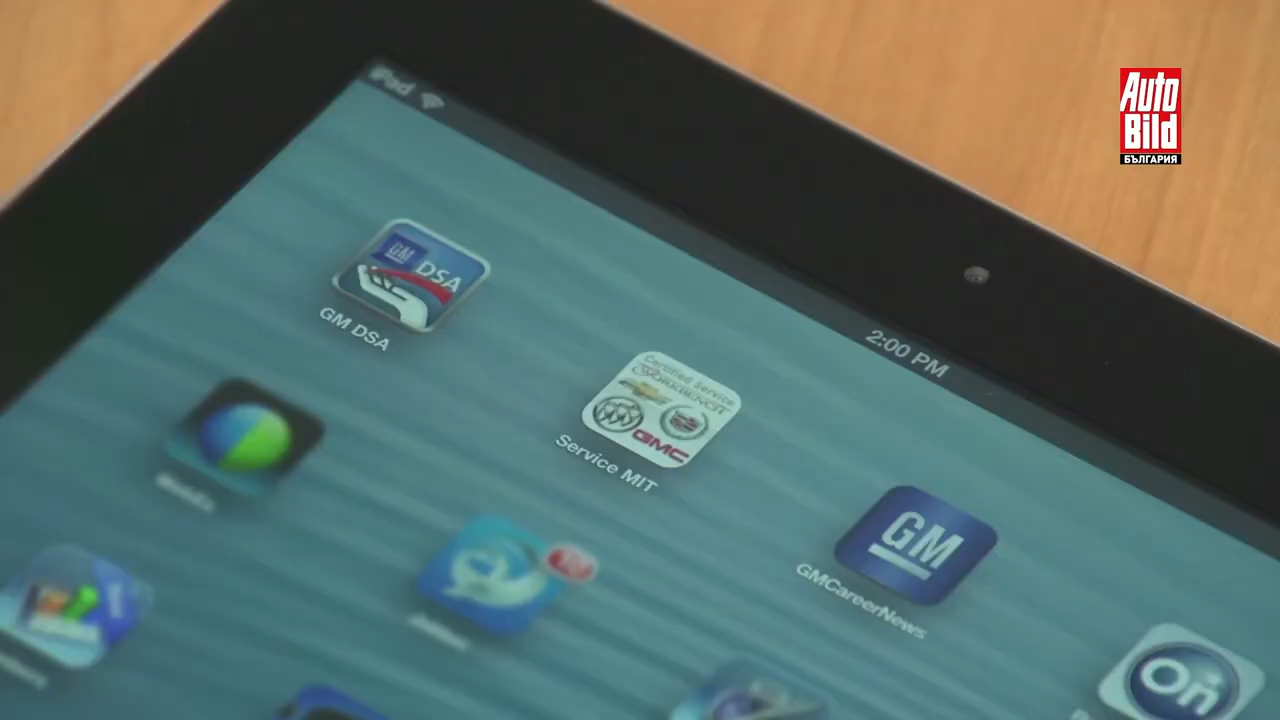 iPad
Auto
Bild
БЪЛГАРИЯ
GM
DSA
GM DSA
2:00 PM
Certified Service
WORKBENCH
GMC
Service MIT
GM
GMCareerNews
On